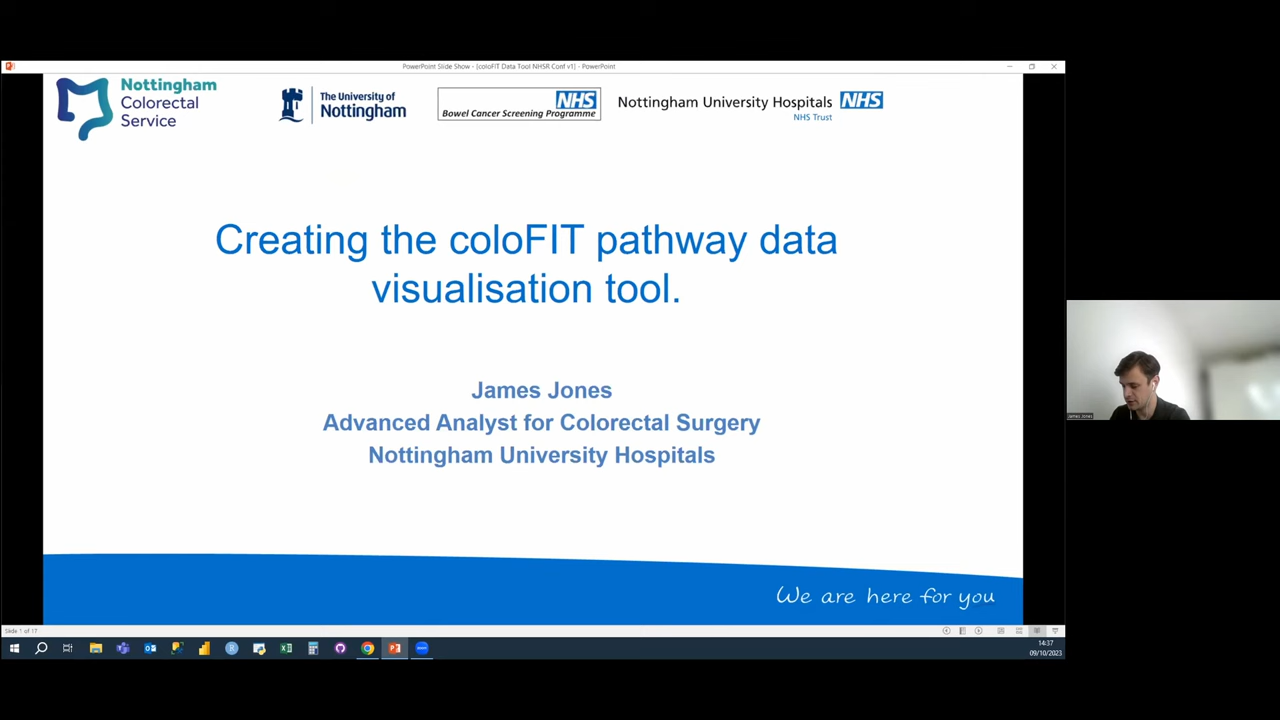 PowerPoint Slide Show - [coloFIT Data Tool NHSR Conf v1] - PowerPoint
Nottingham
Colorectal
Service
The University of
Nottingham
NHS
Bowel Cancer Screening Programme
Nottingham University Hospitals NHS
NHS Trust
Creating the coloFIT pathway data
visualisation tool.
James Jones
Advanced Analyst for Colorectal Surgery
Nottingham University Hospitals
We are here for you
James Jones
Slide 1 of 17
14:37
09/10/2023